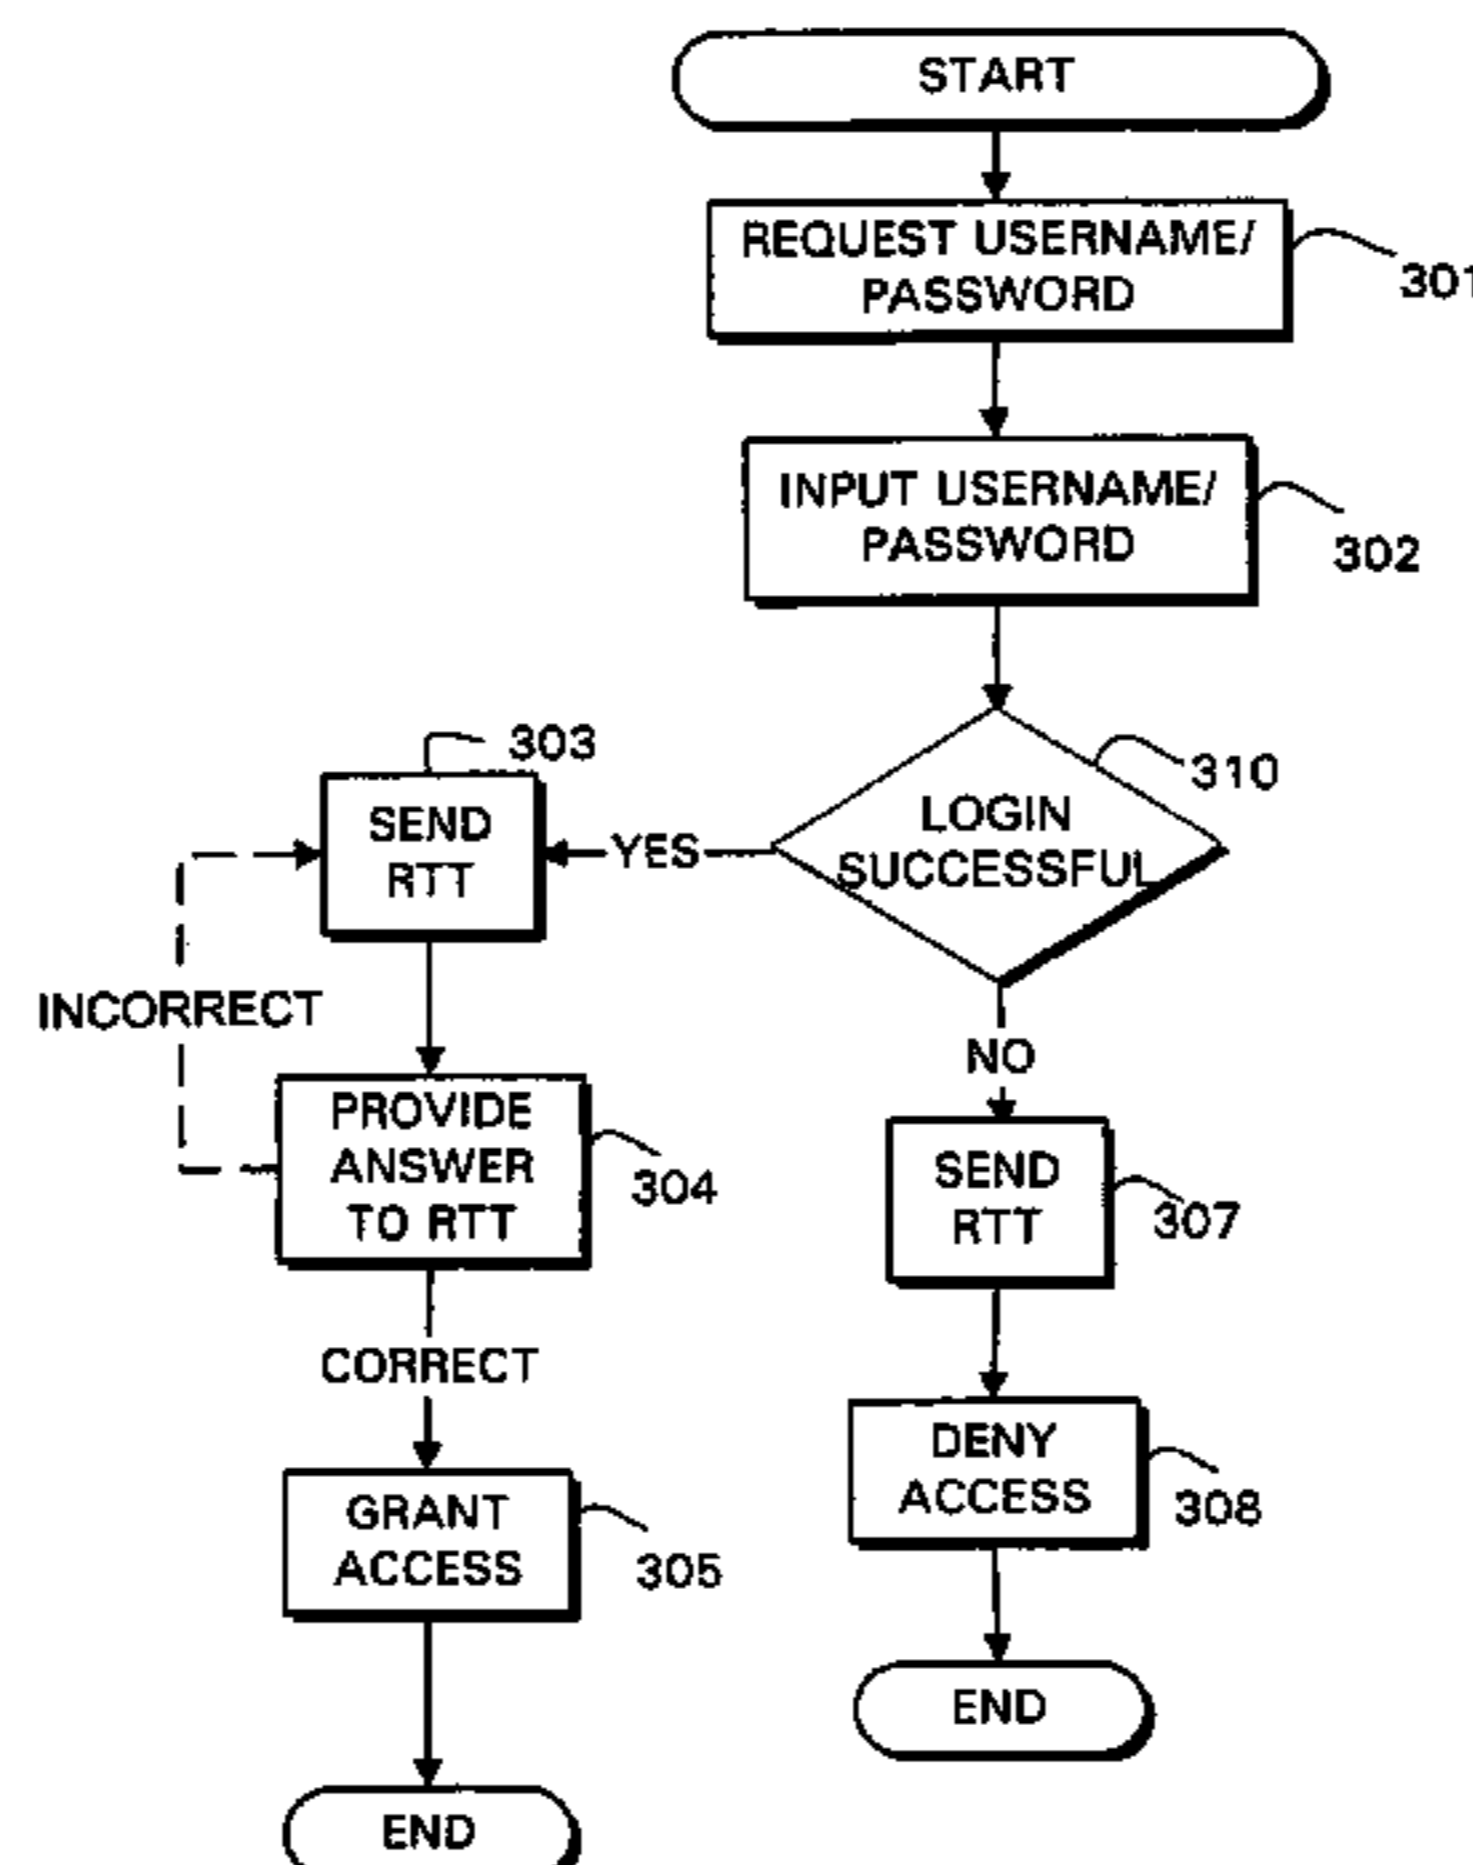 START
REQUEST USERNAME/
PASSWORD
301
INPUT USERNAME/
PASSWORD
302
303
SEND
RTT
YES
LOGIN
SUCCESSFUL
310
INCORRECT
NO
PROVIDE
ANSWER
TO RTT
304
SEND
RTT
307
CORRECT
DENY
ACCESS
308
GRANT
ACCESS
305
END
END